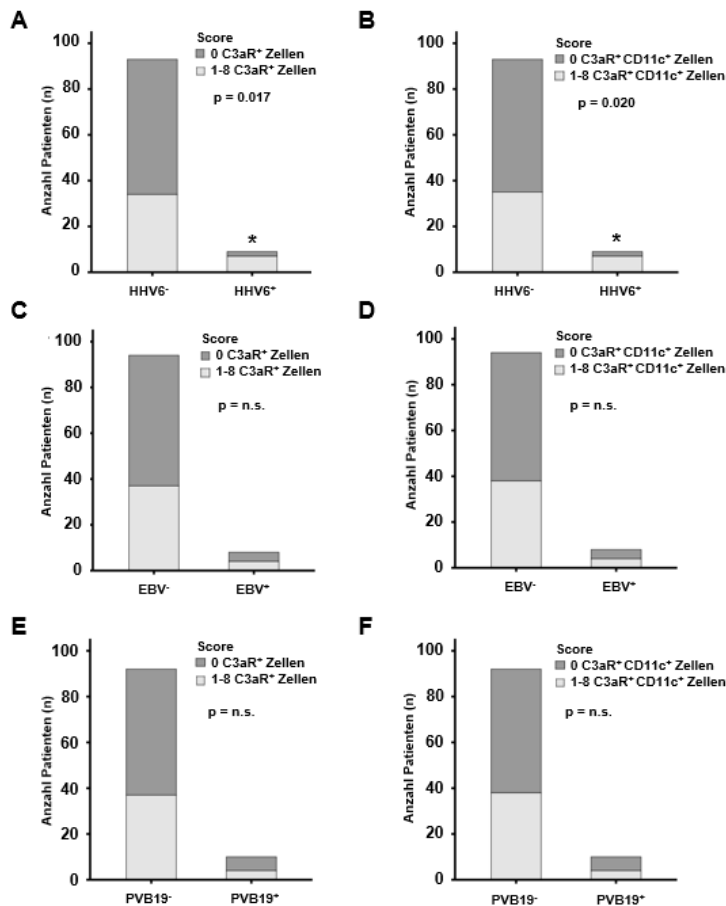 A
Anzahl Patienten (n)
100
80
60
40
20
0
Score
0 C3aR⁺ Zellen
1-8 C3aR⁺ Zellen
p = 0.017
*
HHV6⁻
HHV6⁺
B
Anzahl Patienten (n)
100
80
60
40
20
0
Score
0 C3aR⁺ CD11c⁺ Zellen
1-8 C3aR⁺ CD11c⁺ Zellen
p = 0.020
*
HHV6⁻
HHV6⁺
C
Anzahl Patienten (n)
100
80
60
40
20
0
Score
0 C3aR⁺ Zellen
1-8 C3aR⁺ Zellen
p = n.s.
EBV⁻
EBV⁺
D
Anzahl Patienten (n)
100
80
60
40
20
0
Score
0 C3aR⁺ CD11c⁺ Zellen
1-8 C3aR⁺ CD11c⁺ Zellen
p = n.s.
EBV⁻
EBV⁺
E
Anzahl Patienten (n)
100
80
60
40
20
0
Score
0 C3aR⁺ Zellen
1-8 C3aR⁺ Zellen
p = n.s.
PVB19⁻
PVB19⁺
F
Anzahl Patienten (n)
100
80
60
40
20
0
Score
0 C3aR⁺ CD11c⁺ Zellen
1-8 C3aR⁺ CD11c⁺ Zellen
p = n.s.
PVB19⁻
PVB19⁺